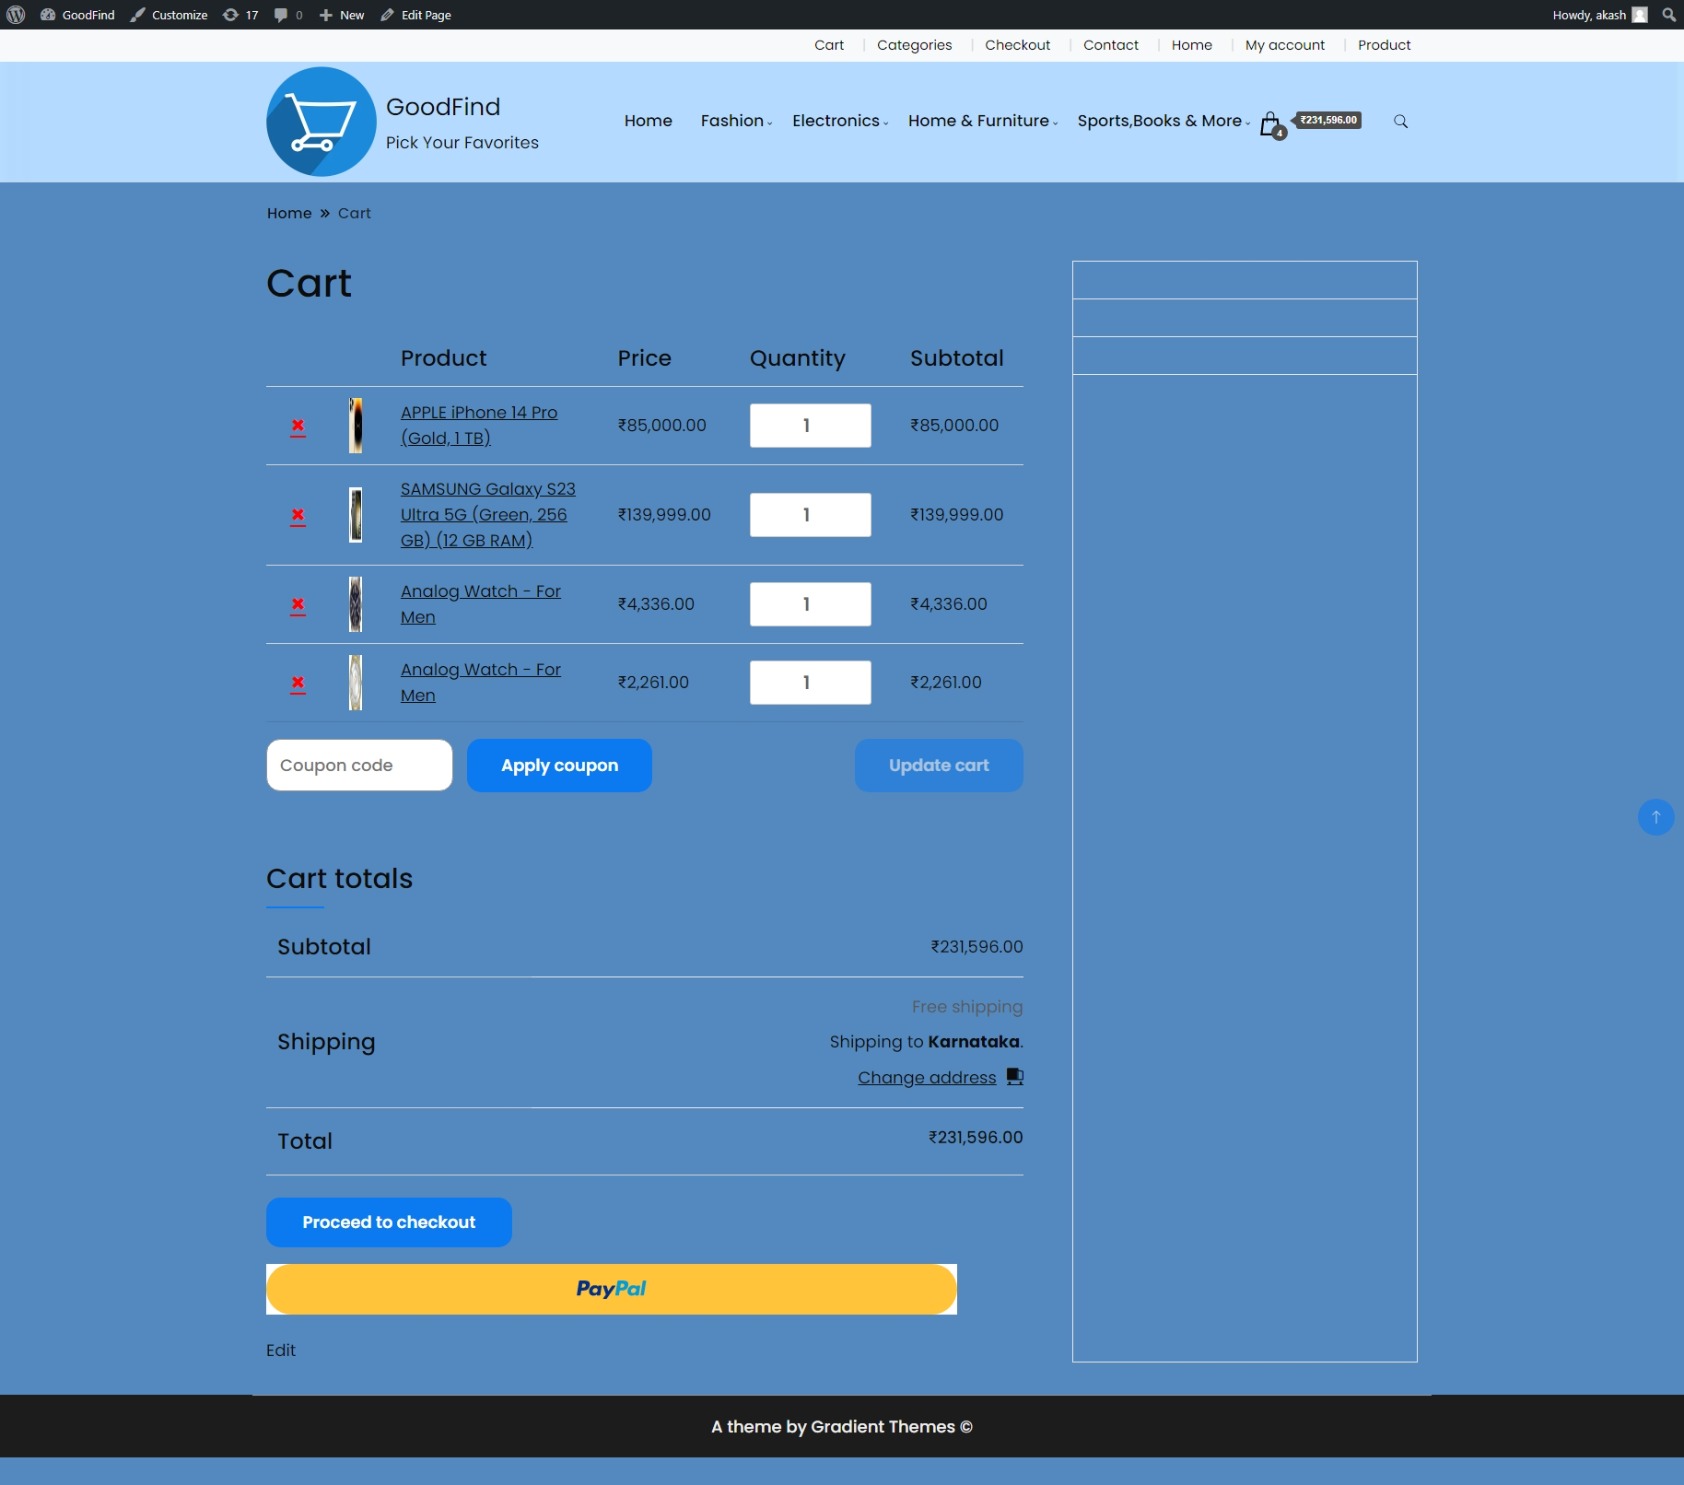 GoodFind Customize 17 0 New Edit Page Howdy, akash
Cart Categories Checkout Contact Home My account Product
GoodFind
Pick Your Favorites
Home Fashion Electronics Home & Furniture Sports,Books & More 4 ₹231,596.00
Home » Cart
Cart
Product Price Quantity Subtotal
APPLE iPhone 14 Pro
(Gold, 1 TB)
₹85,000.00 1 ₹85,000.00
SAMSUNG Galaxy S23
Ultra 5G (Green, 256
GB) (12 GB RAM)
₹139,999.00 1 ₹139,999.00
Analog Watch - For
Men
₹4,336.00 1 ₹4,336.00
Analog Watch - For
Men
₹2,261.00 1 ₹2,261.00
Coupon code Apply coupon Update cart
Cart totals
Subtotal ₹231,596.00
Shipping
Free shipping
Shipping to Karnataka.
Change address
Total ₹231,596.00
Proceed to checkout
PayPal
Edit
A theme by Gradient Themes ©